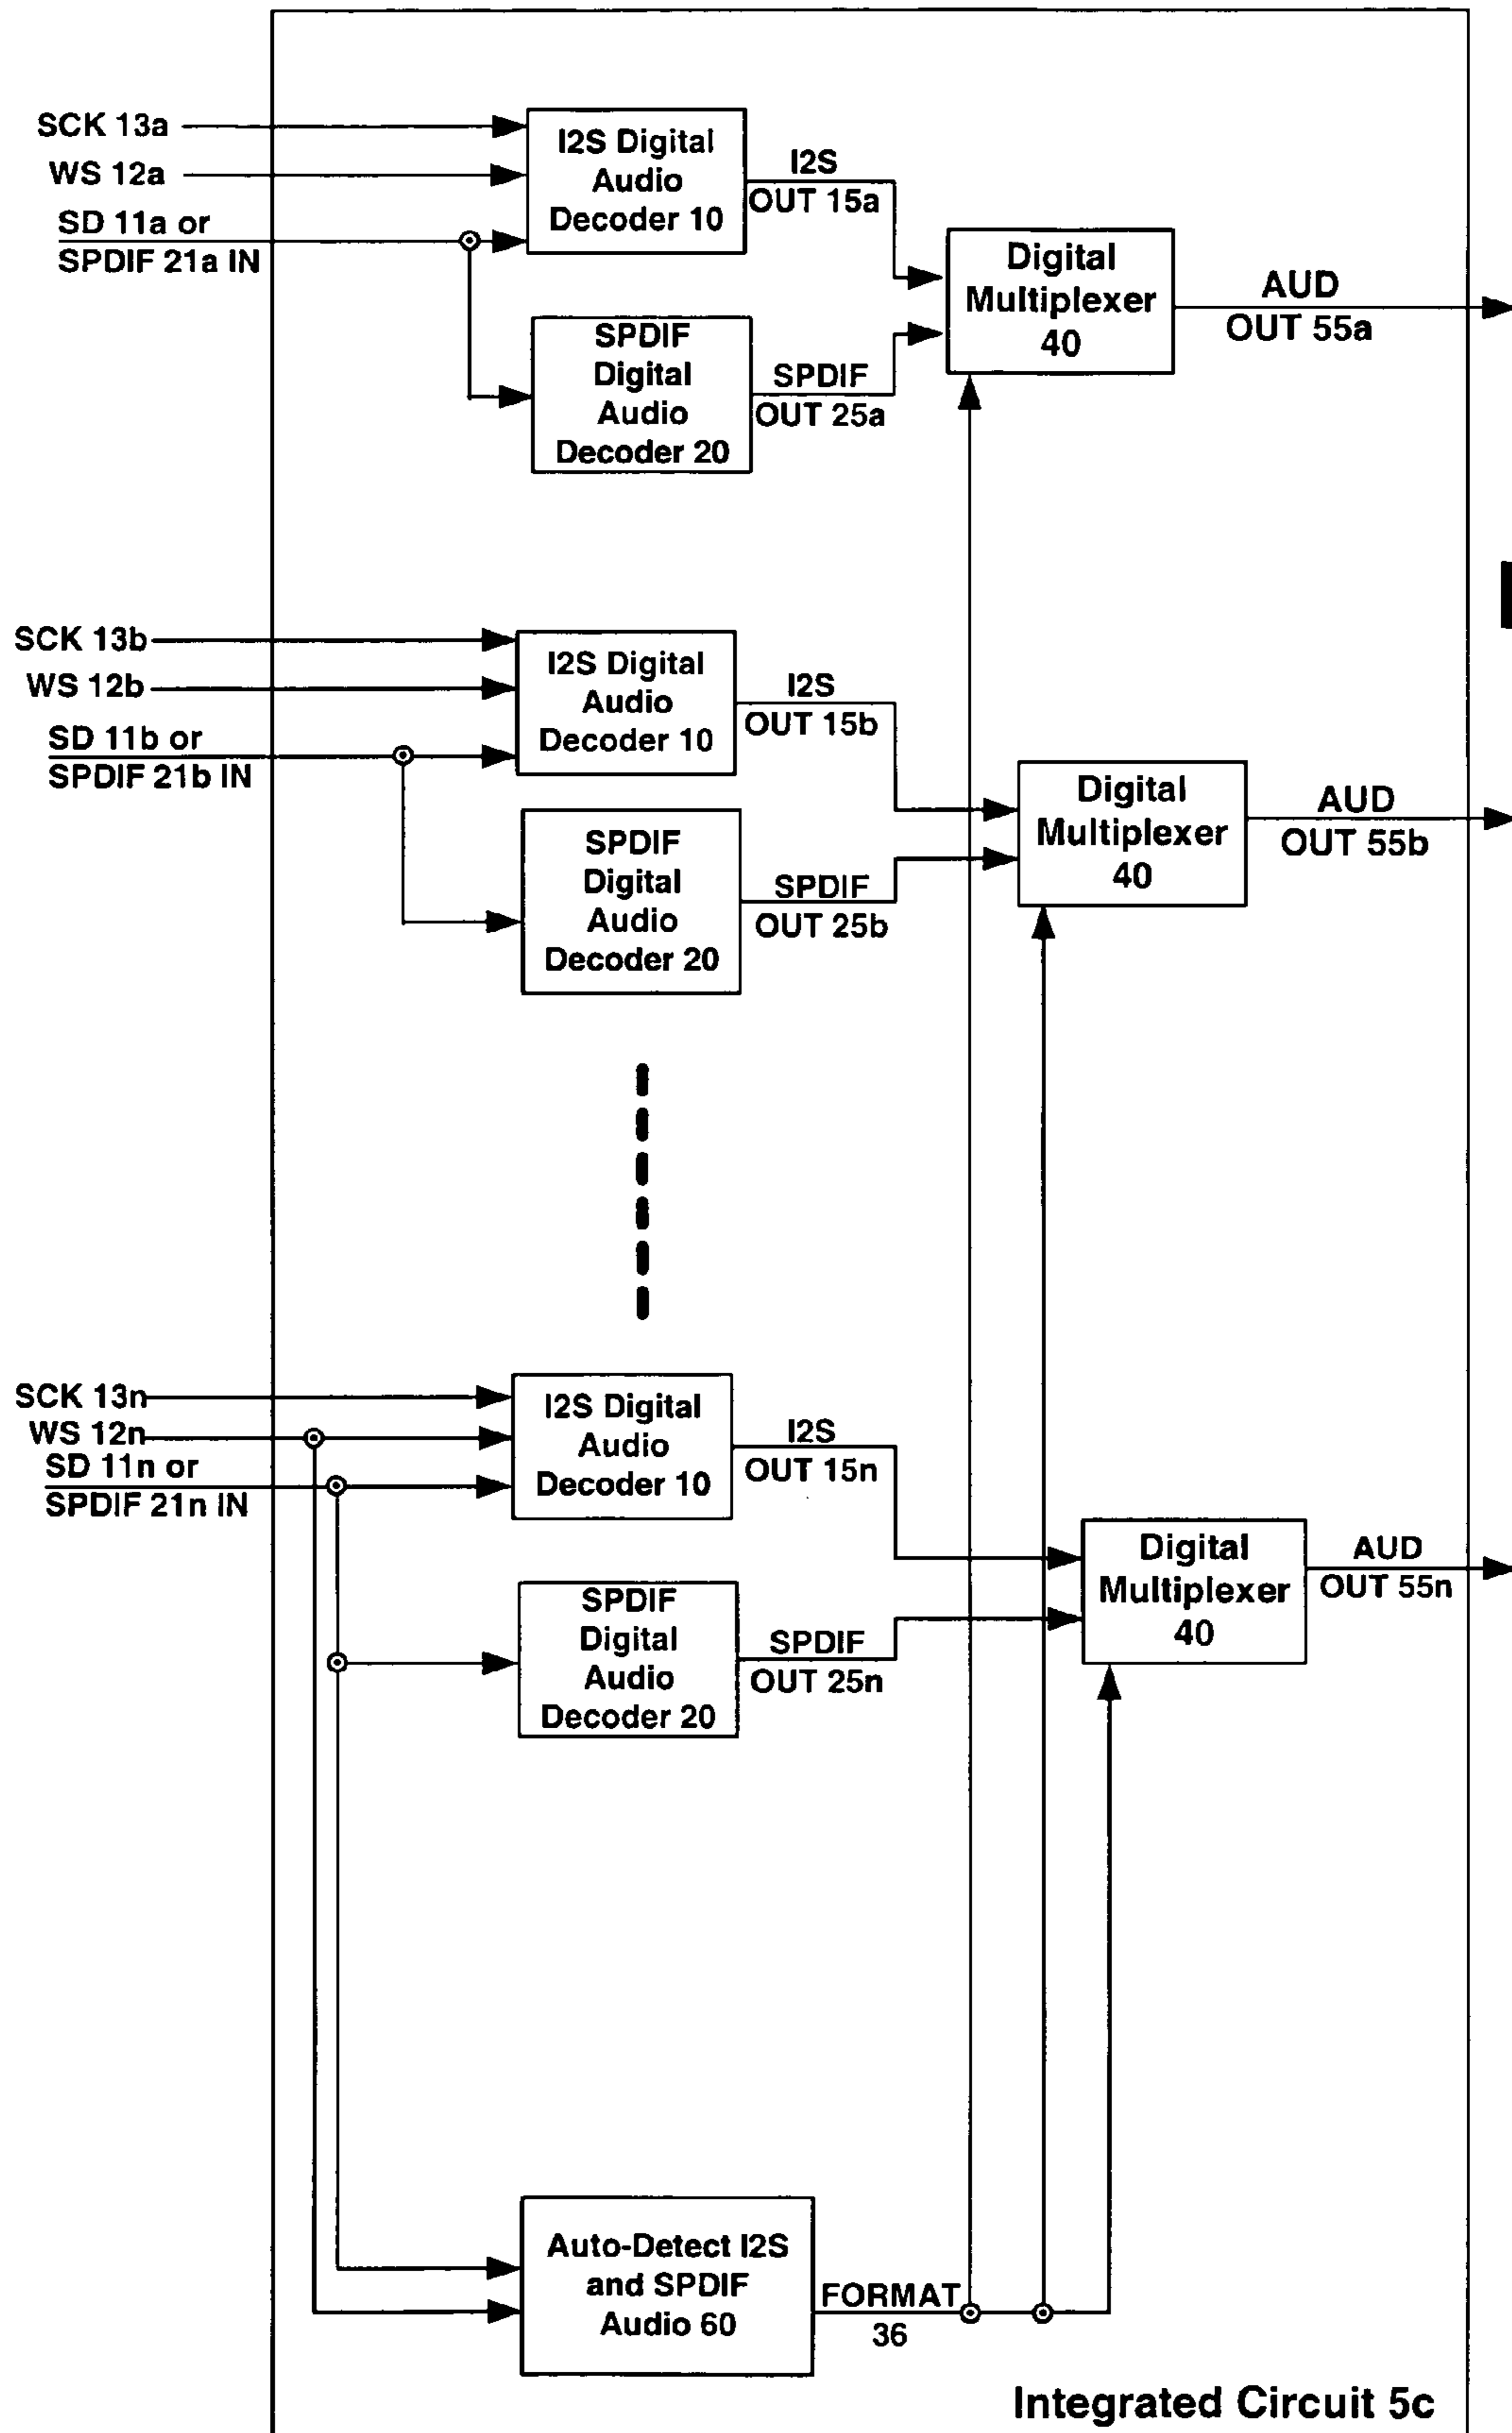 SCK 13a
WS 12a
SD 11a or
SPDIF 21a IN
I2S Digital
Audio
Decoder 10
I2S
OUT 15a
SPDIF
Digital
Audio
Decoder 20
SPDIF
OUT 25a
Digital
Multiplexer
40
AUD
OUT 55a
SCK 13b
WS 12b
SD 11b or
SPDIF 21b IN
I2S Digital
Audio
Decoder 10
I2S
OUT 15b
SPDIF
Digital
Audio
Decoder 20
SPDIF
OUT 25b
Digital
Multiplexer
40
AUD
OUT 55b
SCK 13n
WS 12n
SD 11n or
SPDIF 21n IN
I2S Digital
Audio
Decoder 10
I2S
OUT 15n
SPDIF
Digital
Audio
Decoder 20
SPDIF
OUT 25n
Digital
Multiplexer
40
AUD
OUT 55n
Auto-Detect I2S
and SPDIF
Audio 60
FORMAT
36
Integrated Circuit 5c